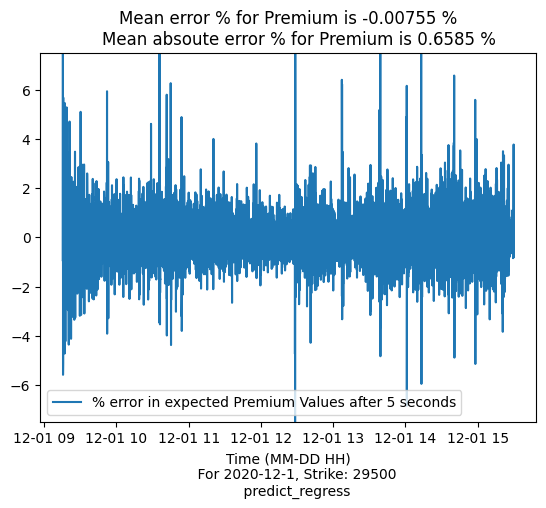 Mean error % for Premium is -0.00755 %
Mean absoute error % for Premium is 0.6585 %
6
4
2
0
−2
−4
−6
% error in expected Premium Values after 5 seconds
12-01 09 12-01 10 12-01 11 12-01 12 12-01 13 12-01 14 12-01 15
Time (MM-DD HH)
For 2020-12-1, Strike: 29500
predict_regress